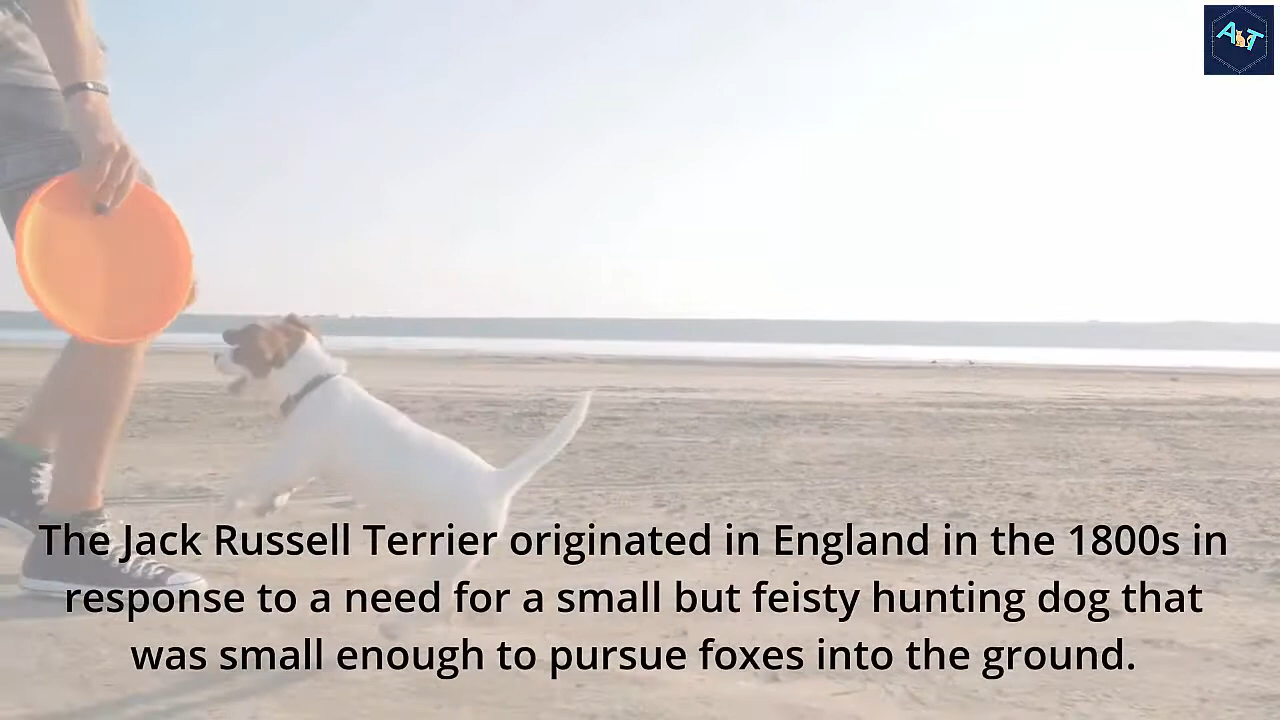 A T
The Jack Russell Terrier originated in England in the 1800s in
response to a need for a small but feisty hunting dog that
was small enough to pursue foxes into the ground.